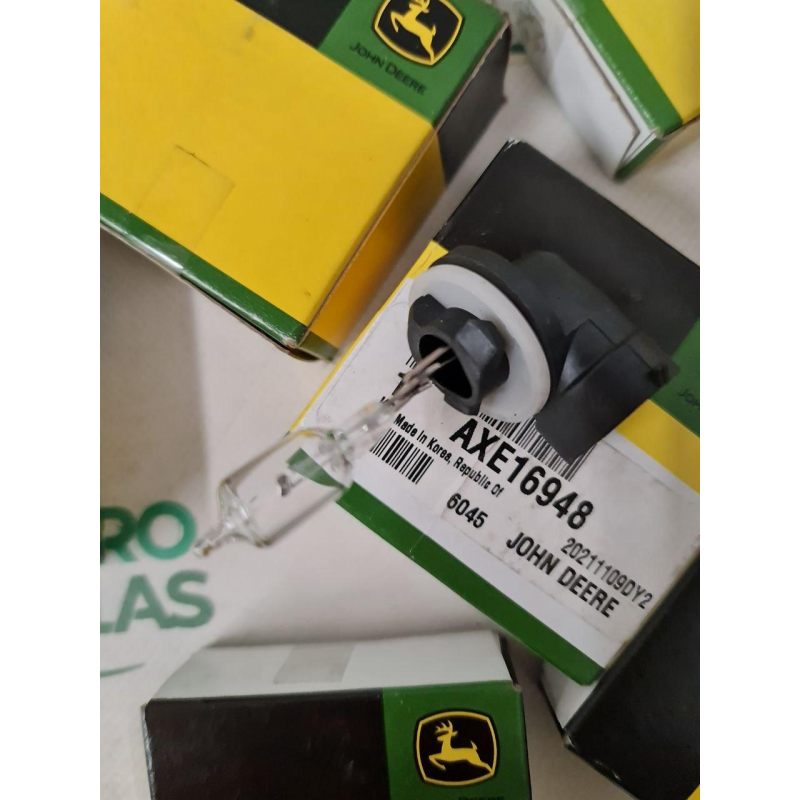 JOHN DEERE
AXE16948
Made in Korea, Republic Of
6045
20211109DY2
JOHN DEERE
RO
LAS